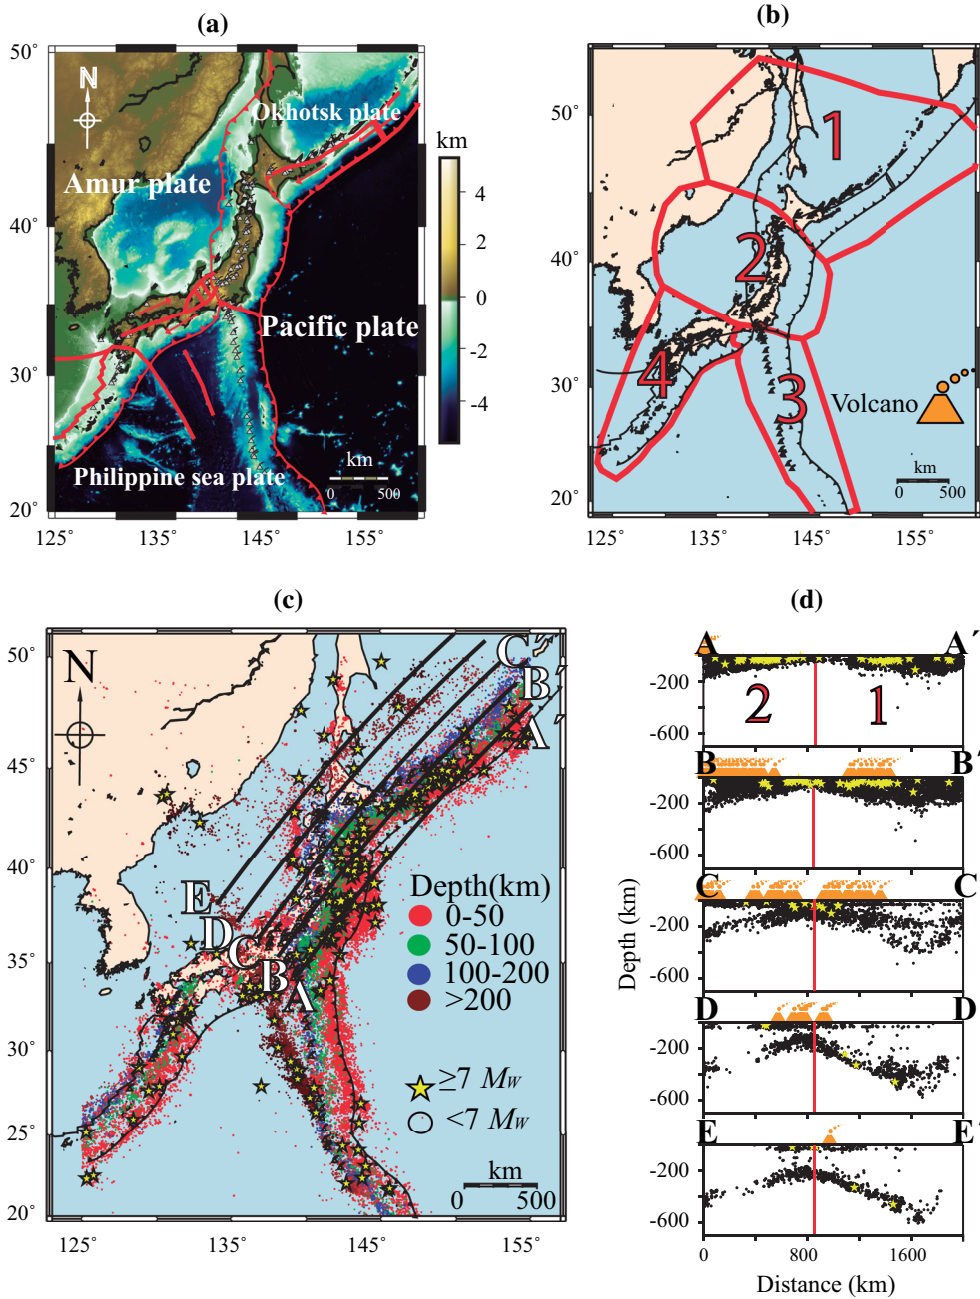 (a)
50°
40°
30°
20°
125°
135°
145°
155°
N
Okhotsk plate
Amur plate
Pacific plate
Philippine sea plate
km
0
500
km
4
2
0
-2
-4
(b)
50°
40°
30°
20°
125°
135°
145°
155°
1
2
3
4
Volcano
km
0
500
(c)
50°
45°
40°
35°
30°
25°
20°
125°
135°
145°
155°
N
C´
B´
A´
E
D
C
B
A
Depth(km)
0-50
50-100
100-200
>200
≥7 Mw
<7 Mw
km
0
500
(d)
A
A´
-200
-600
2
1
B
B´
-200
-600
C
C´
-200
-600
D
D´
-200
-600
E
E´
-200
-600
0
800
1600
Depth (km)
Distance (km)